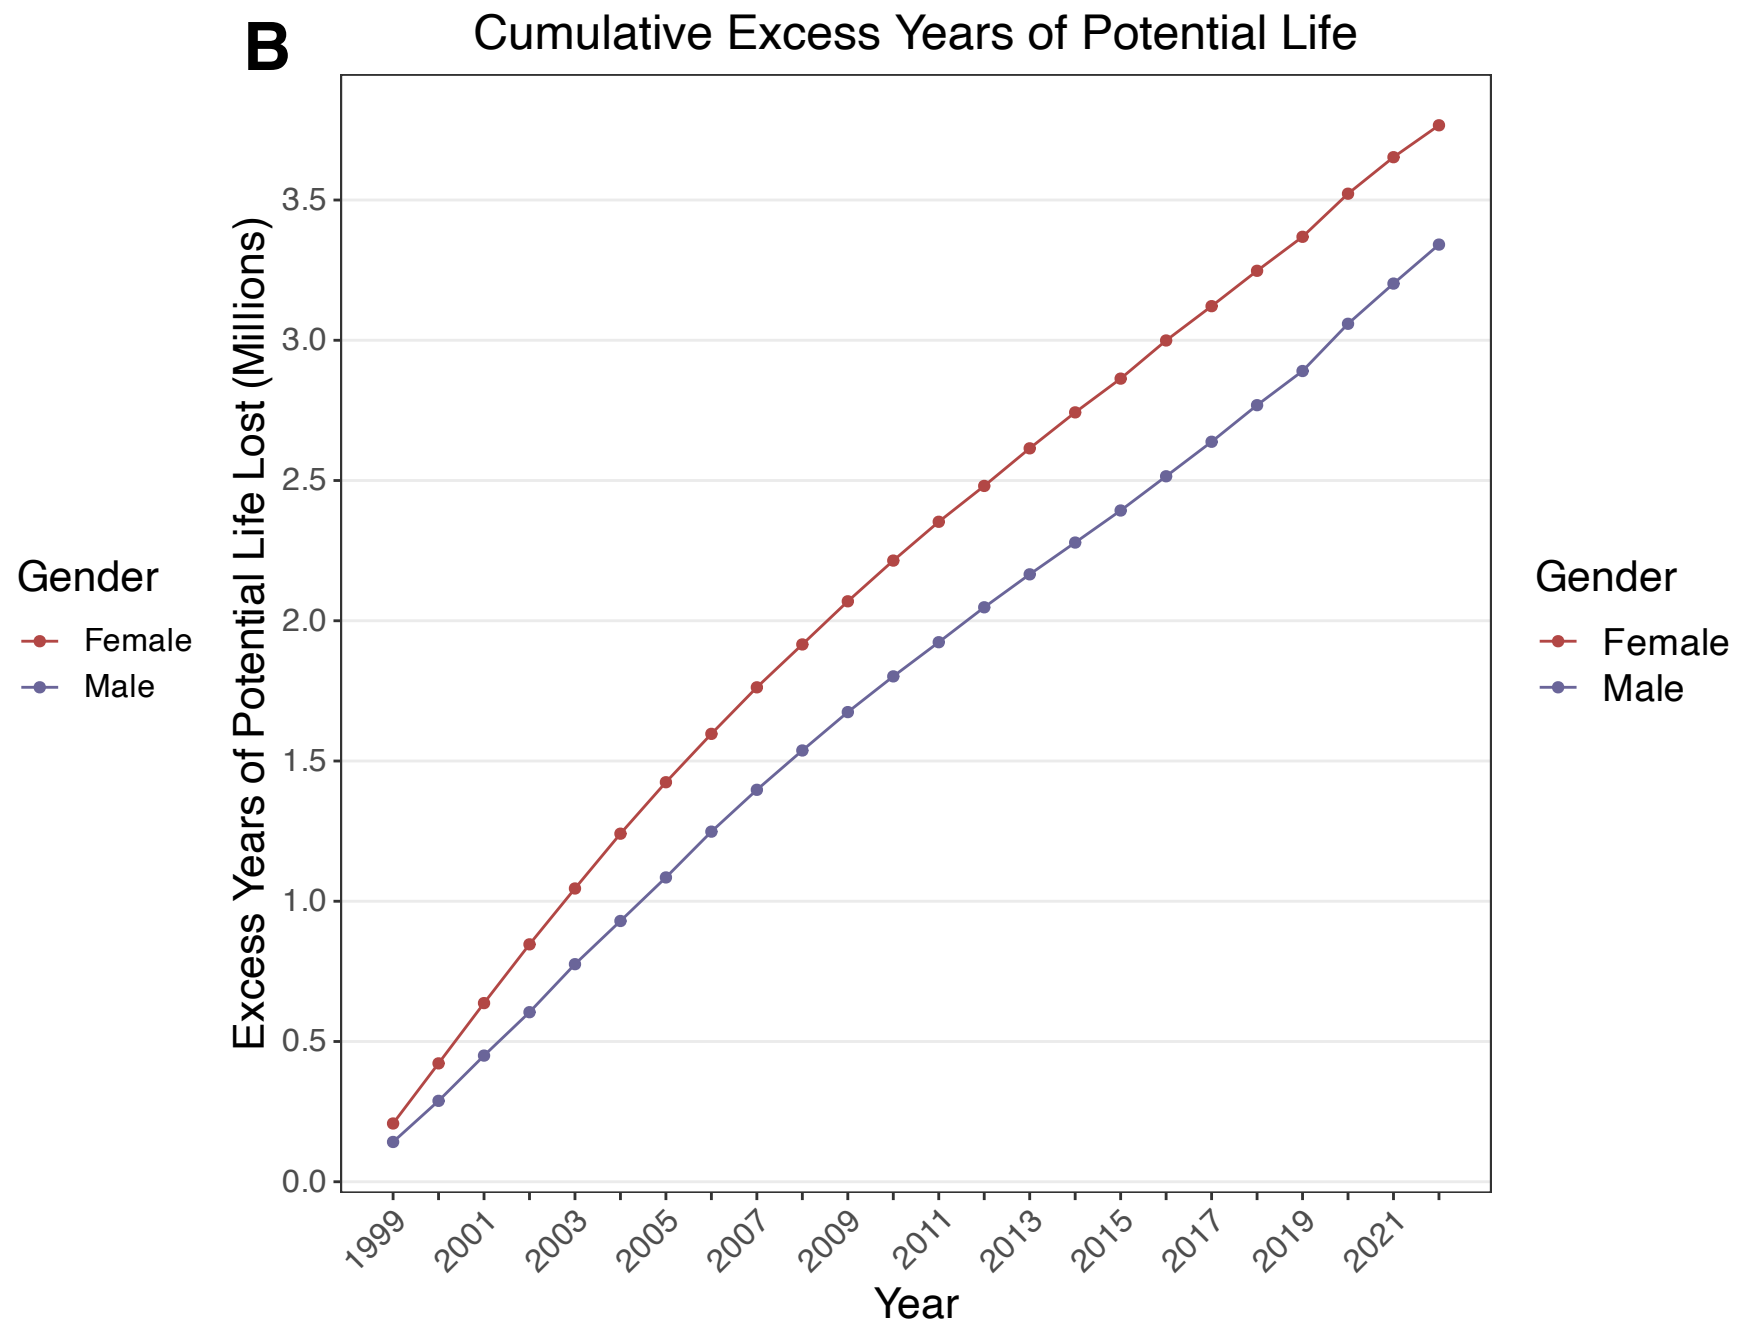 B
Cumulative Excess Years of Potential Life
Excess Years of Potential Life Lost (Millions)
3.5
3.0
2.5
2.0
1.5
1.0
0.5
0.0
1999
2001
2003
2005
2007
2009
2011
2013
2015
2017
2019
2021
Year
Gender
Female
Male
Gender
Female
Male